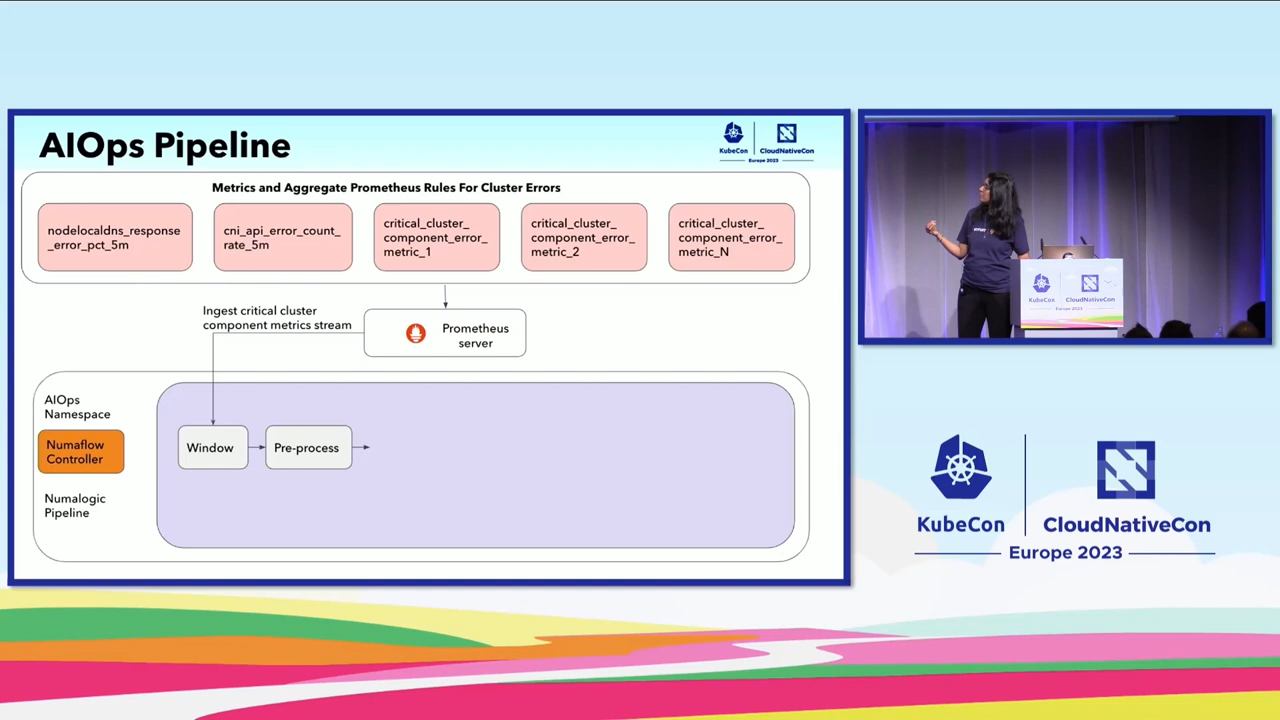 AIOps Pipeline
KubeCon
CloudNativeCon
Europe 2023
Metrics and Aggregate Prometheus Rules For Cluster Errors
nodelocaldns_response
_error_pct_5m
cni_api_error_count_
rate_5m
critical_cluster_
component_error_
metric_1
critical_cluster_
component_error_
metric_2
critical_cluster_
component_error_
metric_N
Ingest critical cluster
component metrics stream
Prometheus
server
AIOps
Namespace
Numaflow
Controller
Numalogic
Pipeline
Window
Pre-process
KubeCon
CloudNativeCon
Europe 2023
KubeCon
CloudNativeCon
Europe 2023